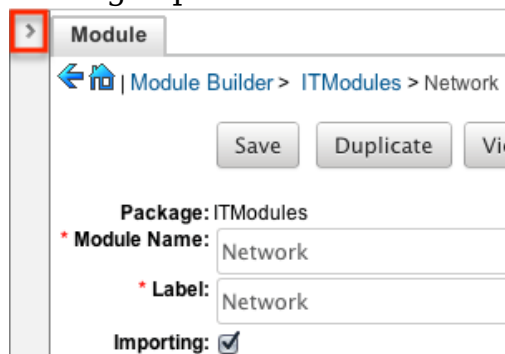 Module
| Module Builder > ITModules > Network
Save Duplicate
Package: ITModules
* Module Name: Network
* Label: Network
Importing: